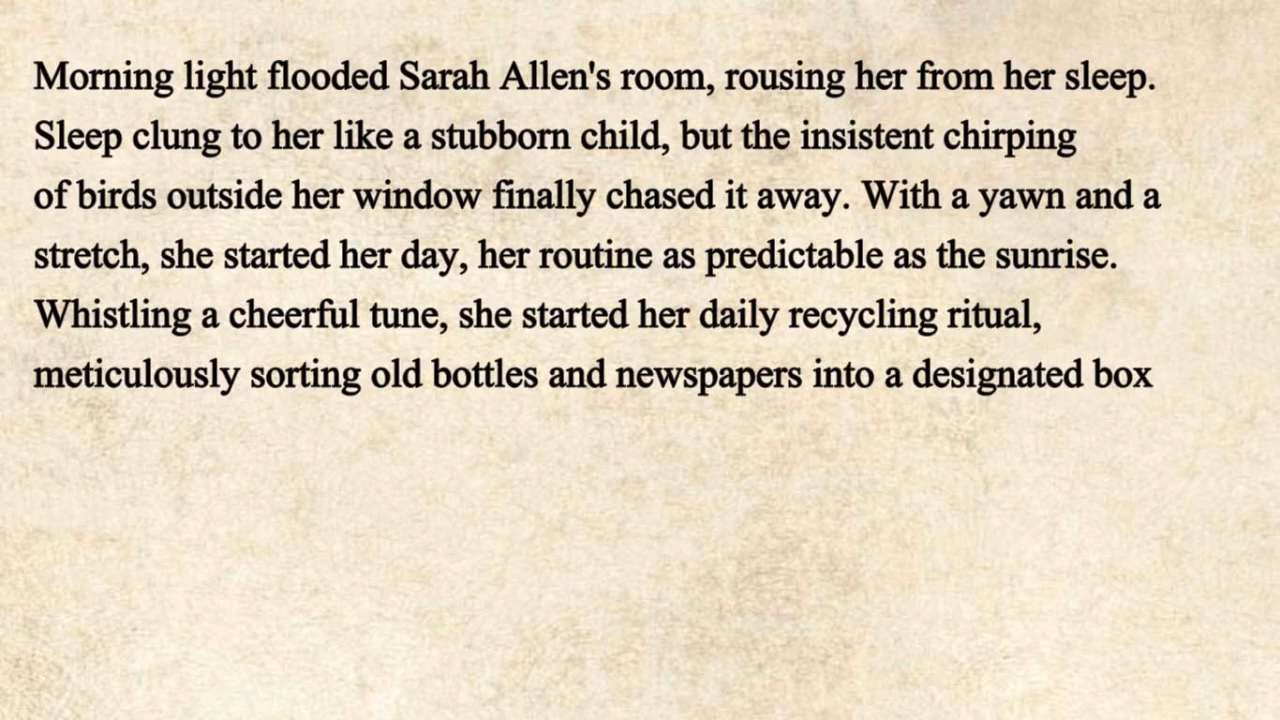 Morning light flooded Sarah Allen's room, rousing her from her sleep.
Sleep clung to her like a stubborn child, but the insistent chirping
of birds outside her window finally chased it away. With a yawn and a
stretch, she started her day, her routine as predictable as the sunrise.
Whistling a cheerful tune, she started her daily recycling ritual,
meticulously sorting old bottles and newspapers into a designated box